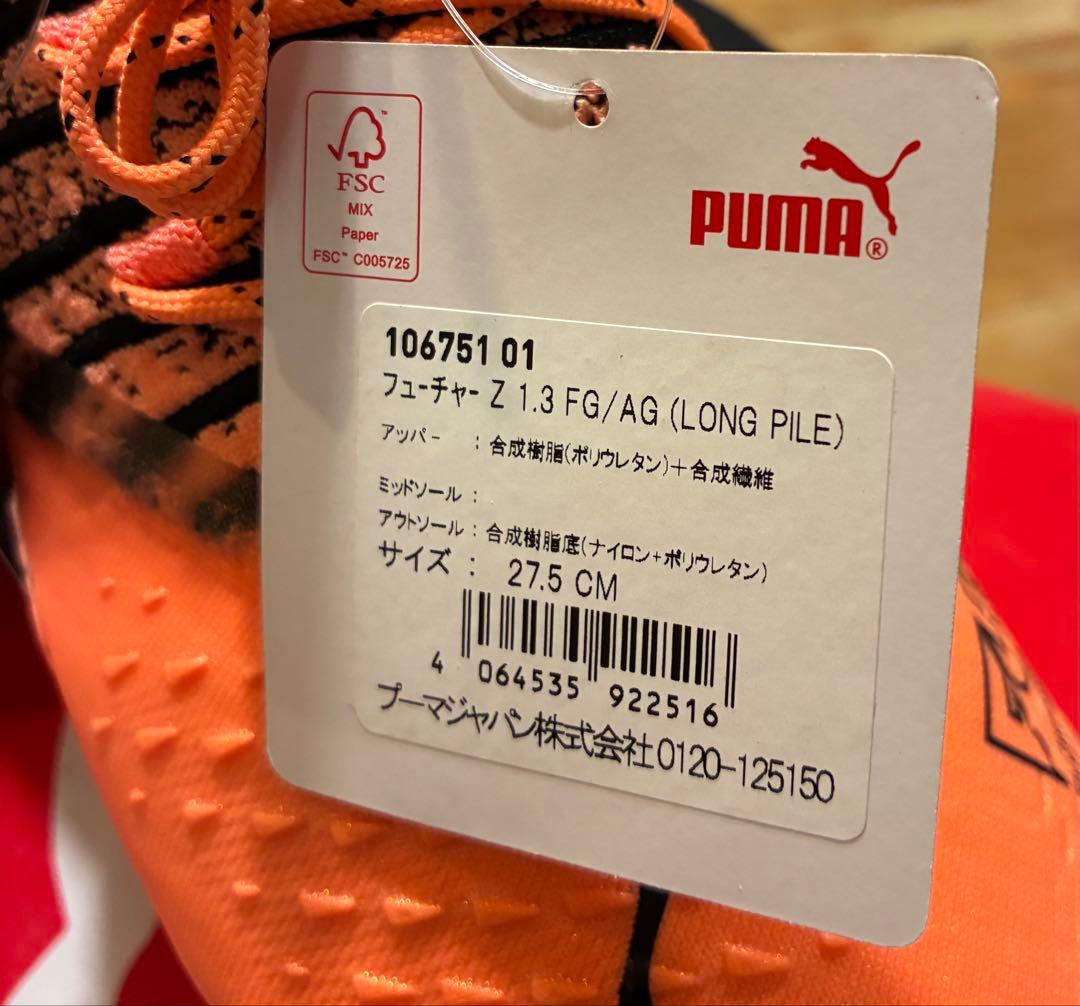 FSC™
MIX
Paper
FSC™ C005725
PUMA®
106751 01
フューチャー Z 1.3 FG/AG (LONG PILE)
アッパー : 合成樹脂(ポリウレタン)+合成繊維
ミッドソール :
アウトソール : 合成樹脂底(ナイロン+ポリウレタン)
サイズ : 27.5 CM
4 064535 922516
プーマジャパン株式会社0120-125150